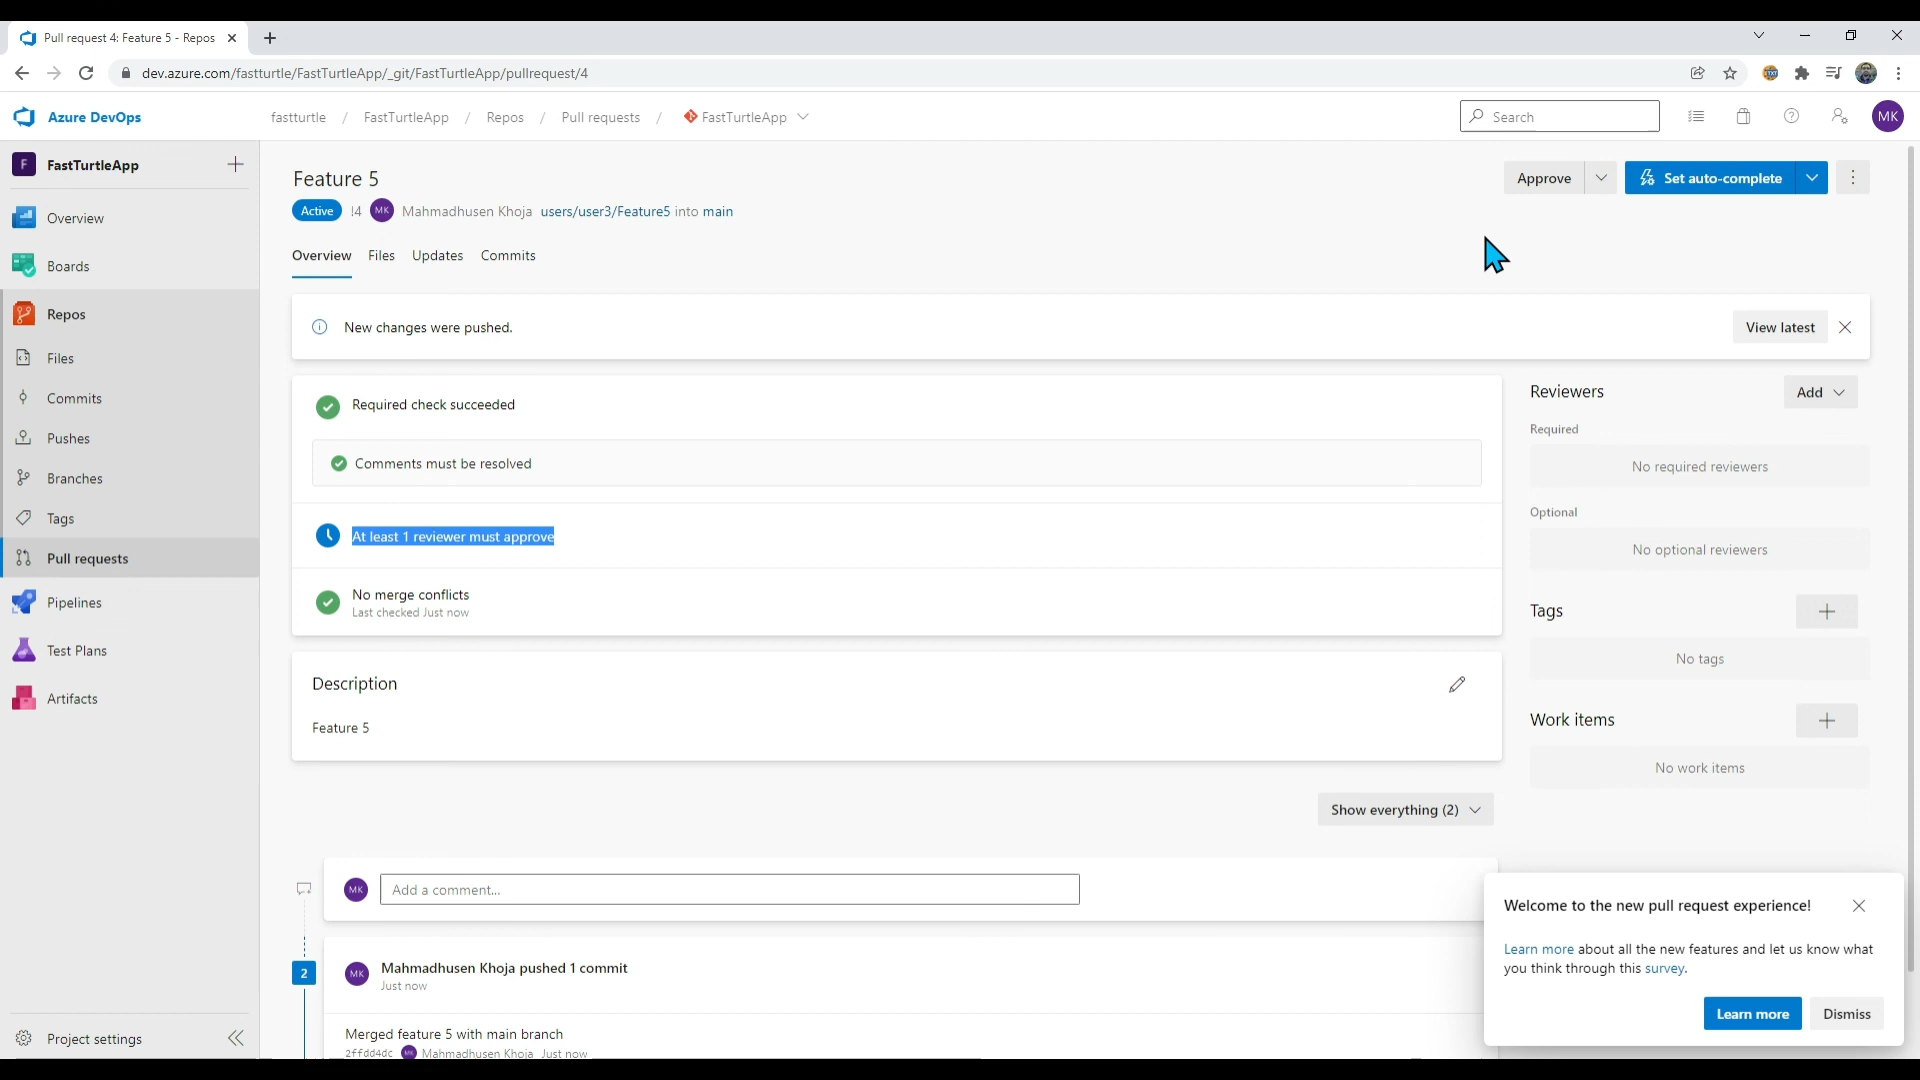 Pull request 4: Feature 5 - Repos
dev.azure.com/fastturtle/FastTurtleApp/_git/FastTurtleApp/pullrequest/4
Azure DevOps
fastturtle / FastTurtleApp / Repos / Pull requests / FastTurtleApp
Search
MK
F FastTurtleApp
Overview
Boards
Repos
Files
Commits
Pushes
Branches
Tags
Pull requests
Pipelines
Test Plans
Artifacts
Project settings
Feature 5
Approve
Set auto-complete
Active !4 MK Mahmadhusen Khoja users/user3/Feature5 into main
Overview Files Updates Commits
New changes were pushed.
View latest
Required check succeeded
Comments must be resolved
At least 1 reviewer must approve
No merge conflicts
Last checked Just now
Description
Feature 5
Show everything (2)
MK Add a comment...
2 MK Mahmadhusen Khoja pushed 1 commit
Just now
Merged feature 5 with main branch
2ffdd4dc MK Mahmadhusen Khoja Just now
Reviewers
Add
Required
No required reviewers
Optional
No optional reviewers
Tags
No tags
Work items
No work items
Welcome to the new pull request experience!
Learn more about all the new features and let us know what
you think through this survey.
Learn more
Dismiss